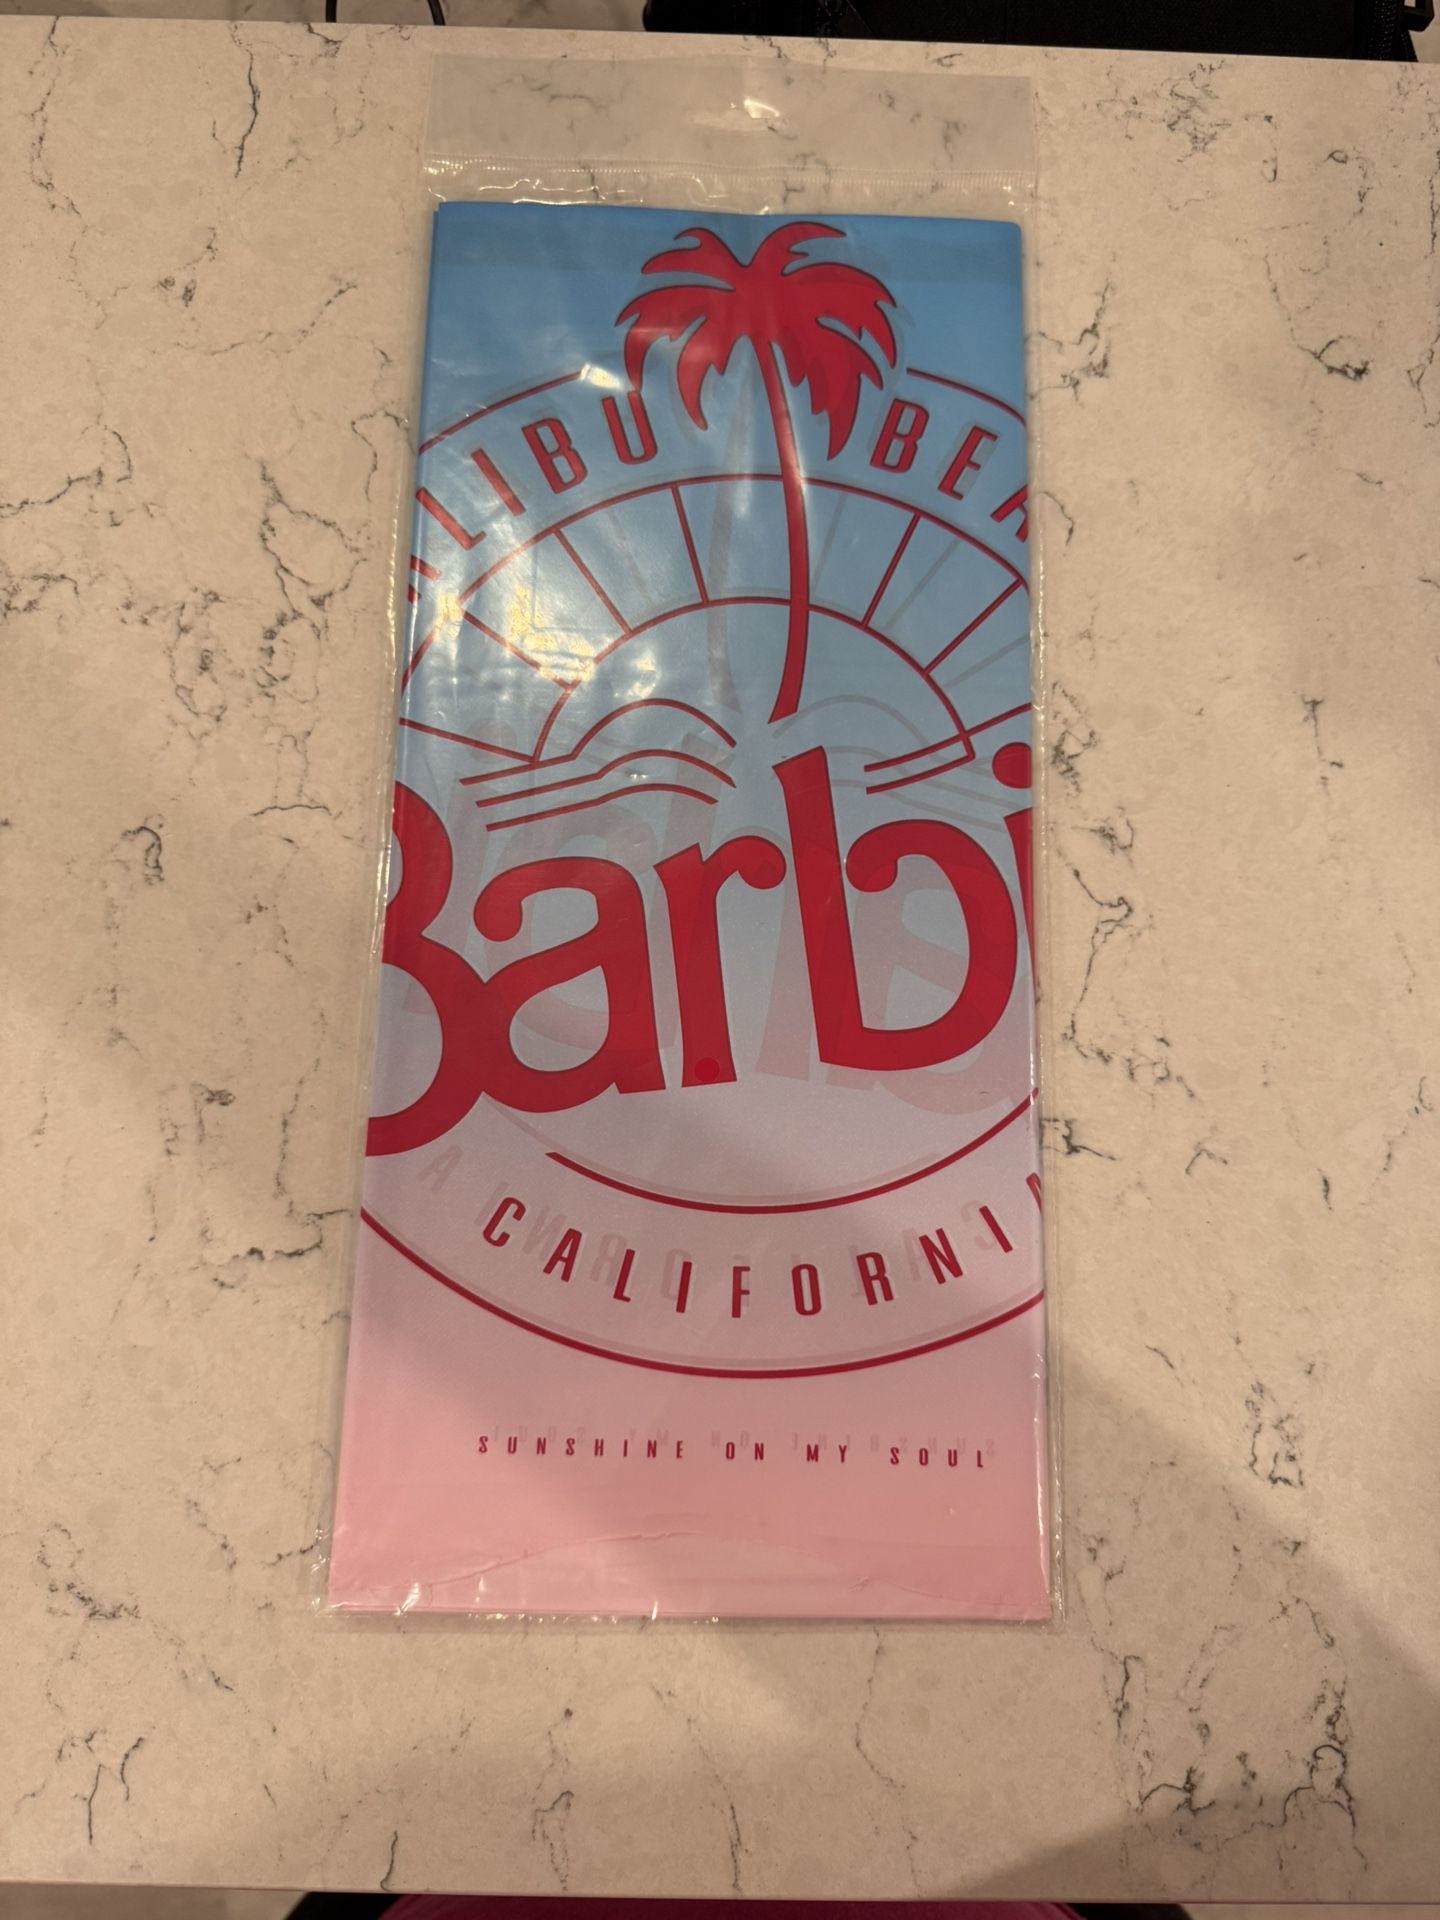 LIBU BEA
Barbi
CALIFORNI
SUNSHINE ON MY SOUL